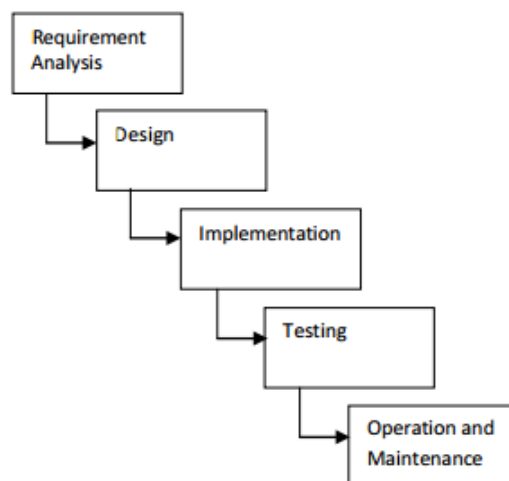 Requirement
Analysis
Design
Implementation
Testing
Operation and
Maintenance